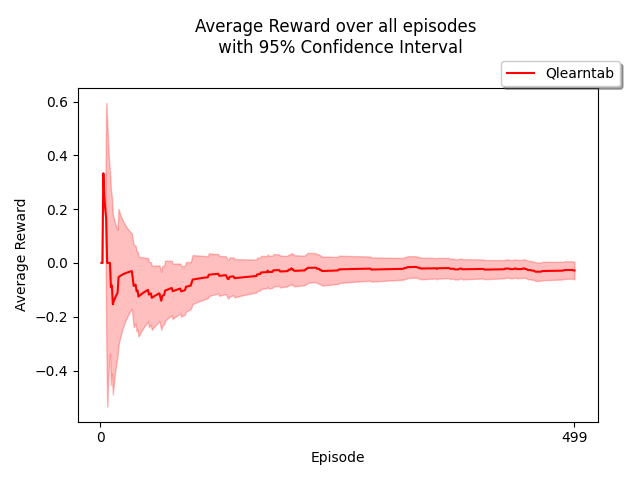 Average Reward over all episodes
with 95% Confidence Interval
Qlearntab
0.6
0.4
0.2
0.0
−0.2
−0.4
Average Reward
0
499
Episode